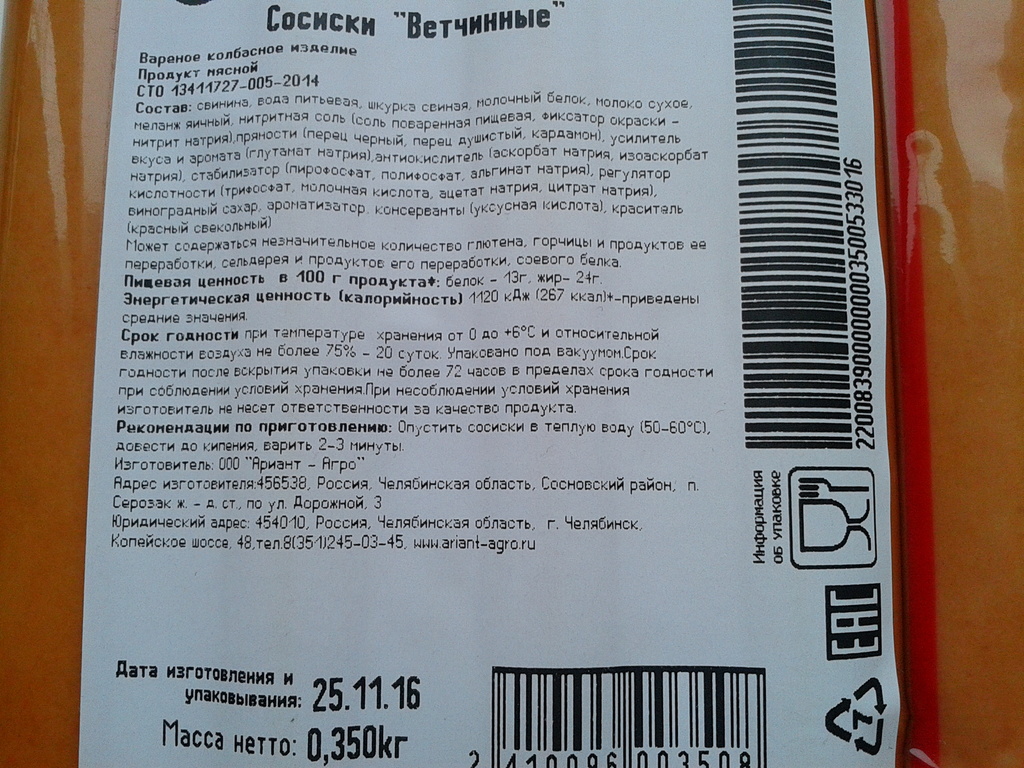 Сосиски "Ветчинные"
Вареное колбасное изделие
Продукт мясной
СТО 13411727-005-2014
Состав: свинина, вода питьевая, шкурка свиная, молочный белок, молоко сухое,
меланж яичный, нитритная соль (соль поваренная пищевая, фиксатор окраски -
нитрит натрия),пряности (перец черный, перец душистый, кардамон), усилитель
вкуса и аромата (глутамат натрия),антиокислитель (аскорбат натрия, изоаскорбат
натрия), стабилизатор (пирофосфат, полифосфат, альгинат натрия), регулятор
кислотности (трифосфат, молочная кислота, ацетат натрия, цитрат натрия),
виноградный сахар, ароматизатор. консерванты (уксусная кислота), краситель
(красный свекольный)
Может содержаться незначительное количество глютена, горчицы и продуктов ее
переработки, сельдерея и продуктов его переработки, соевого белка.
Пищевая ценность в 100 г продукта*: белок - 13г, жир- 24г.
Энергетическая ценность (калорийность) 1120 кДж (267 ккал)*-приведены
средние значения.
Срок годности при температуре хранения от 0 до +6°С и относительной
влажности воздуха не более 75% - 20 суток. Упаковано под вакуумом.Срок
годности после вскрытия упаковки не более 72 часов в пределах срока годности
при соблюдении условий хранения.При несоблюдении условий хранения
изготовитель не несет ответственности за качество продукта.
Рекомендации по приготовлению: Опустить сосиски в теплую воду (50-60°С),
довести до кипения, варить 2-3 минуты.
Изготовитель: ООО "Ариант - Агро"
Адрес изготовителя:456538, Россия, Челябинская область, Сосновский район, п.
Серозак ж. - д. ст, по ул. Дорожной, 3
Юридический адрес: 454010, Россия, Челябинская область, г. Челябинск,
Копейское шоссе, 48,тел.8(351)245-03-45, www.ariant-agro.ru
Дата изготовления и
упаковывания: 25.11.16
Масса нетто: 0,350кг
2 410096 003508
Информация
об упаковке
EAC
7